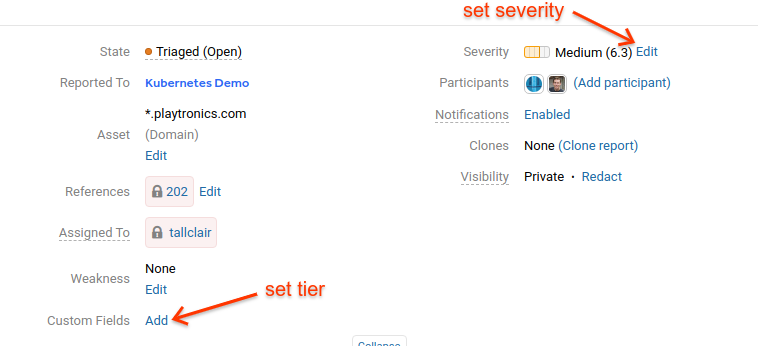 set severity
State Triaged (Open)
Severity Medium (6.3) Edit
Reported To Kubernetes Demo
Participants (Add participant)
*.playtronics.com
Asset (Domain)
Edit
Notifications Enabled
Clones None (Clone report)
References 202 Edit
Visibility Private · Redact
Assigned To tallclair
None
Weakness
Edit
set tier
Custom Fields Add
Collapse